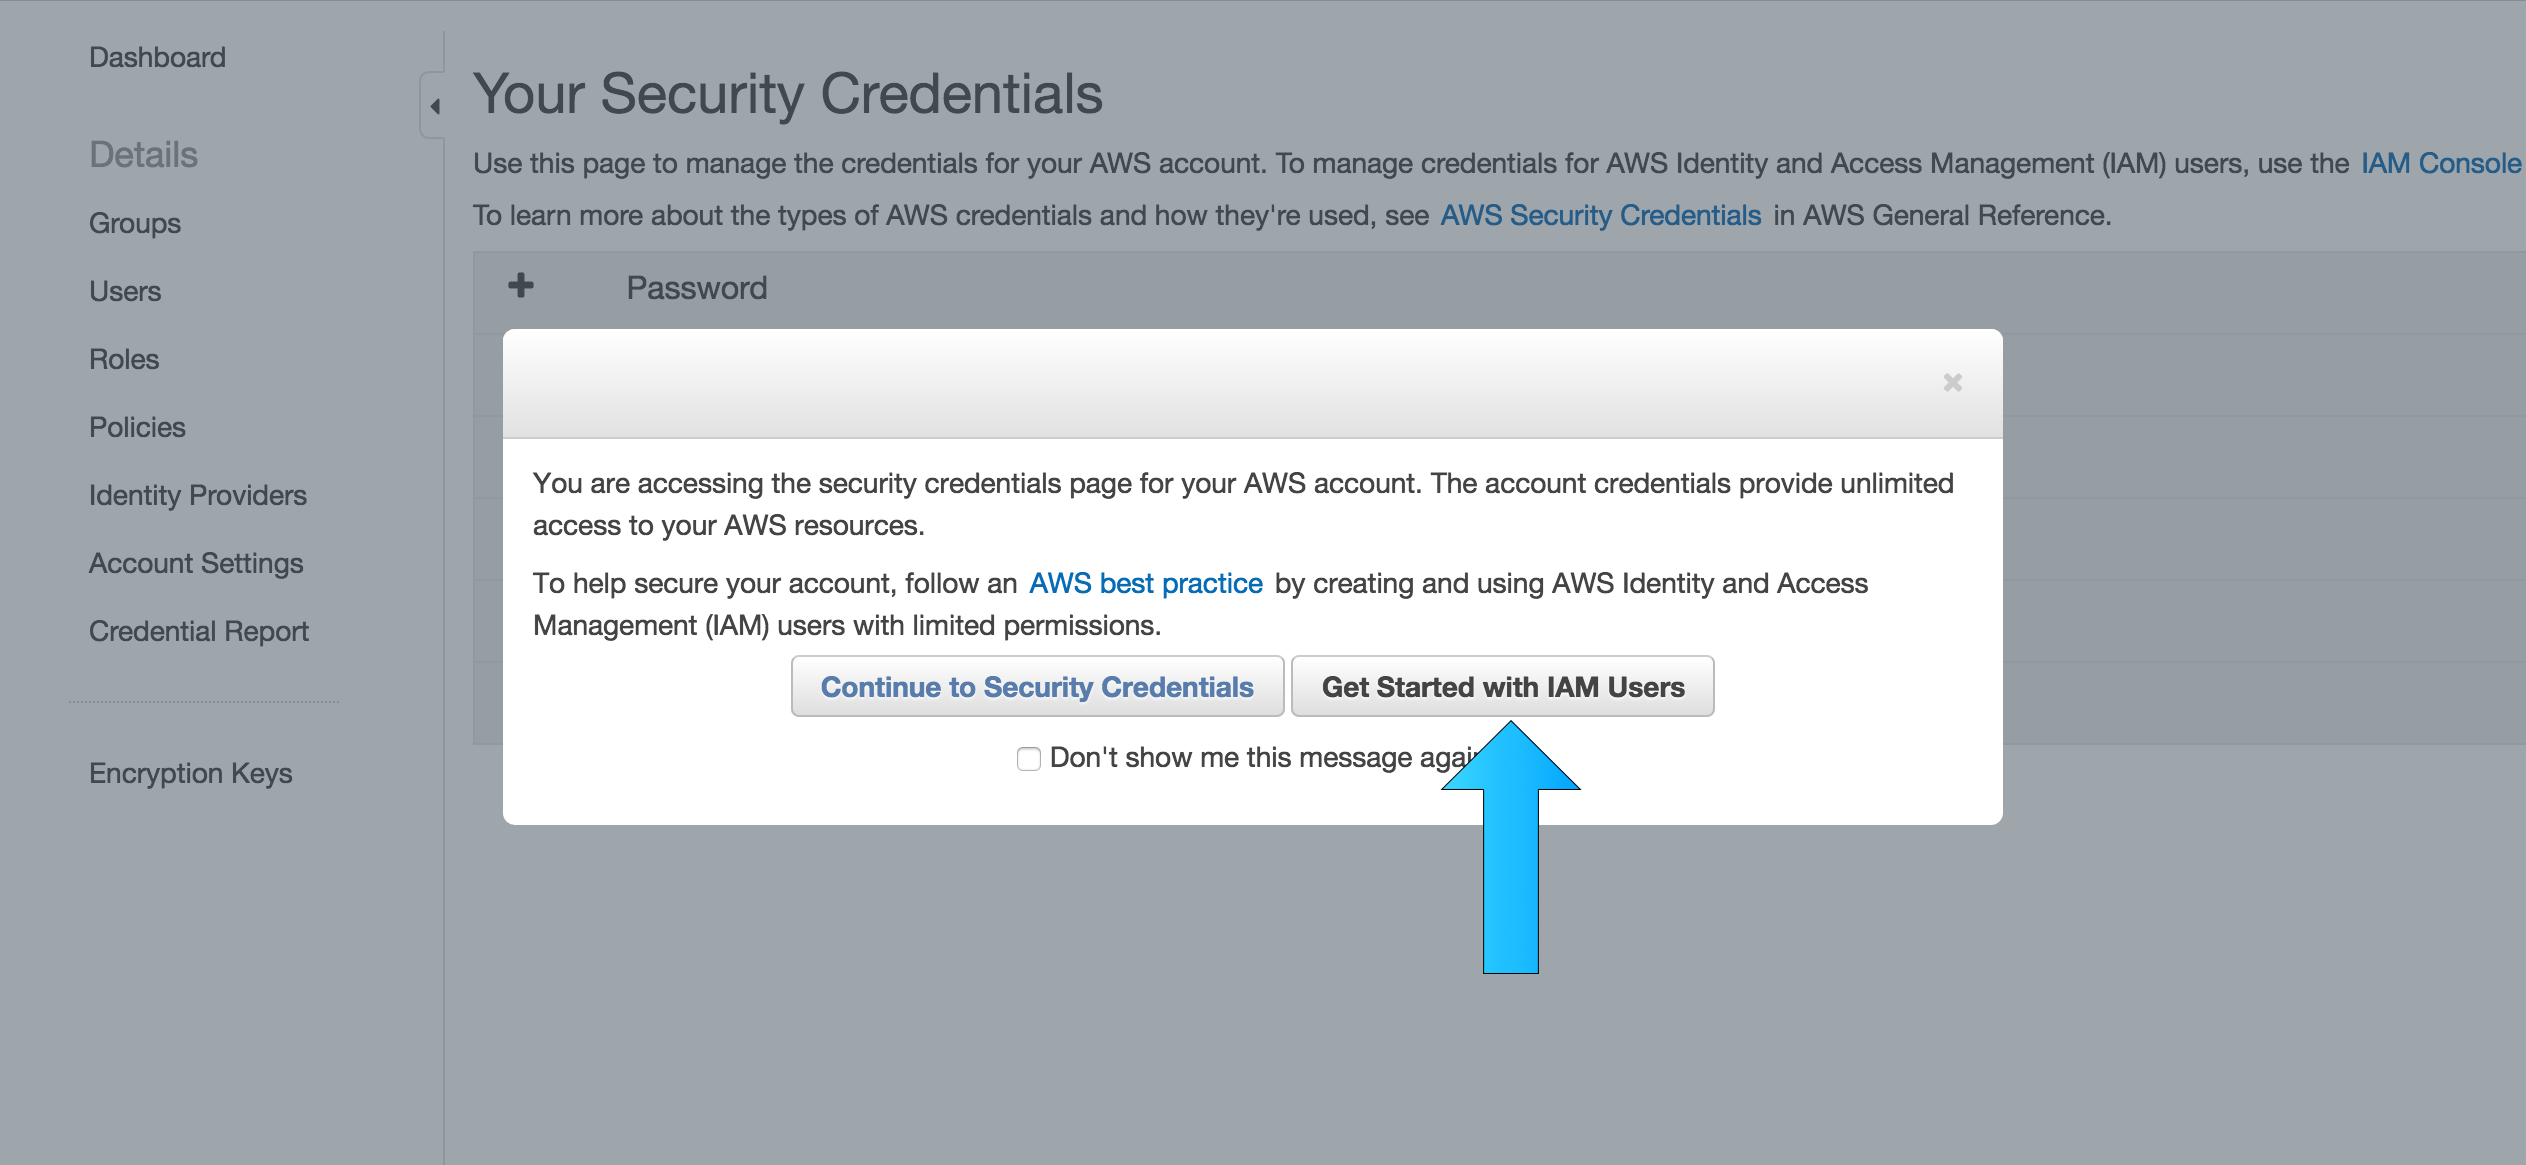 Dashboard
Details
Groups
Users
Roles
Policies
Identity Providers
Account Settings
Credential Report
Encryption Keys
Your Security Credentials
Use this page to manage the credentials for your AWS account. To manage credentials for AWS Identity and Access Management (IAM) users, use the IAM Console
To learn more about the types of AWS credentials and how they're used, see AWS Security Credentials in AWS General Reference.
Password
You are accessing the security credentials page for your AWS account. The account credentials provide unlimited
access to your AWS resources.
To help secure your account, follow an AWS best practice by creating and using AWS Identity and Access
Management (IAM) users with limited permissions.
Continue to Security Credentials
Get Started with IAM Users
Don't show me this message again